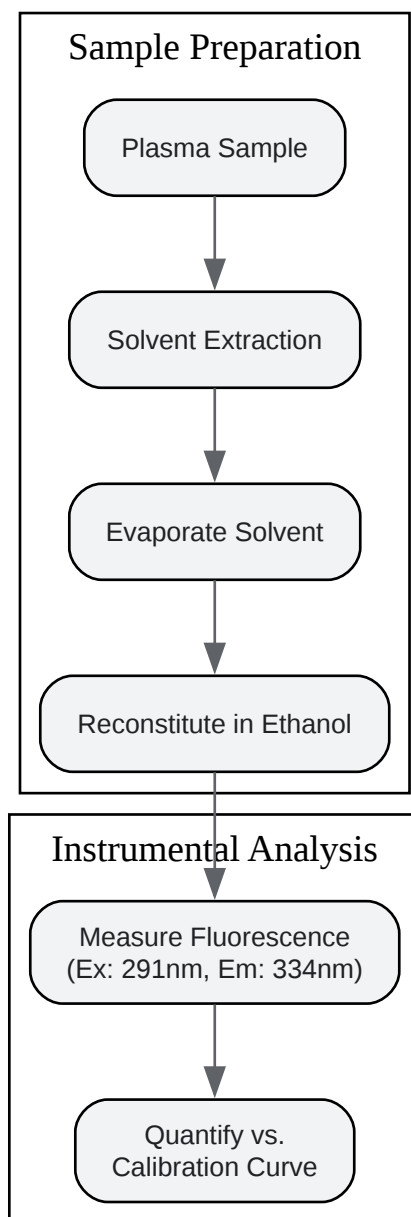 Sample Preparation
Plasma Sample
Solvent Extraction
Evaporate Solvent
Reconstitute in Ethanol
Instrumental Analysis
Measure Fluorescence
(Ex: 291nm, Em: 334nm)
Quantify vs.
Calibration Curve